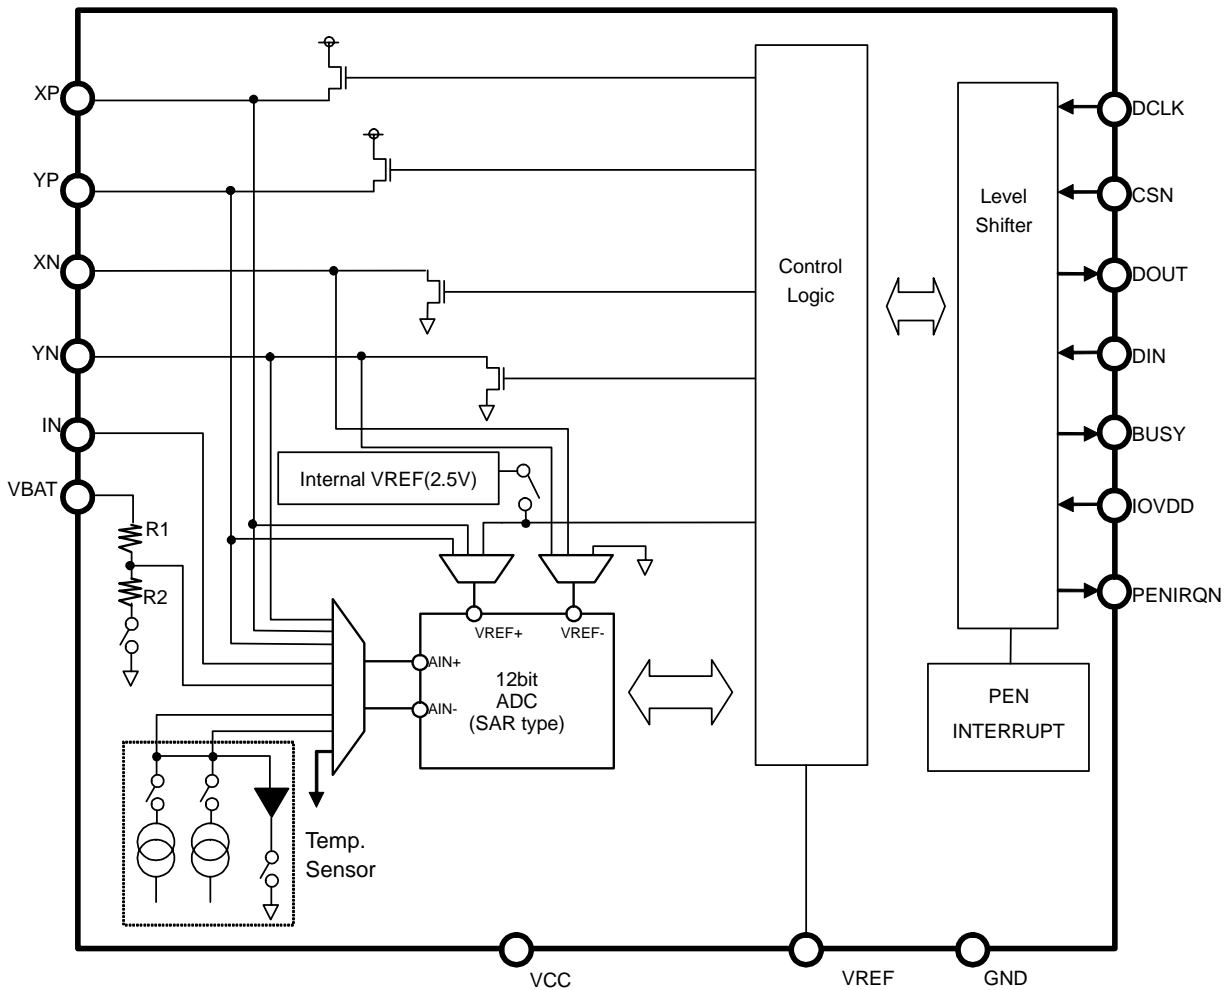 XP
DCLK
YP
Level
Shifter
CSN
XN
Control
Logic
DOUT
YN
DIN
IN
BUSY
VBAT
Internal VREF(2.5V)
IOVDD
R1
R2
PENIRQN
VREF+
VREF-
AIN+
12bit
ADC
(SAR type)
AIN-
PEN
INTERRUPT
Temp.
Sensor
VCC
VREF
GND